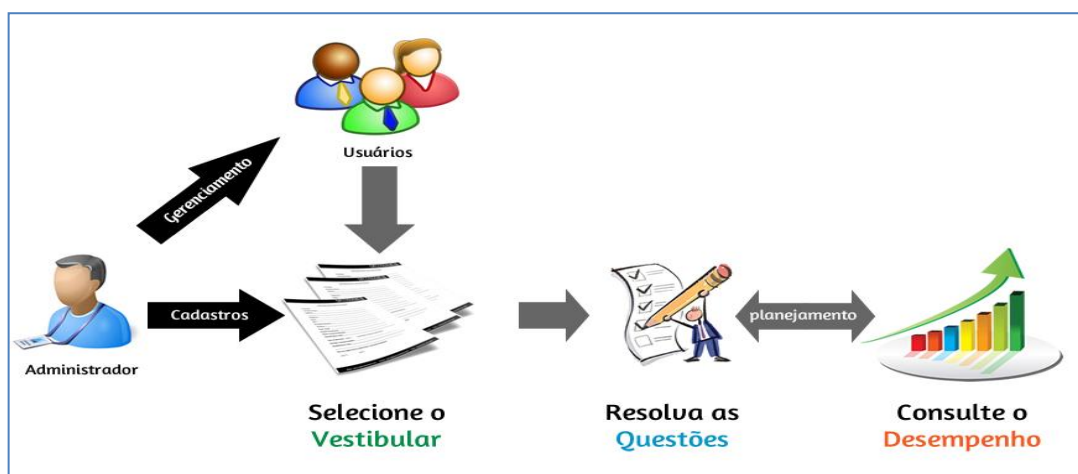 Usuários
Gerenciamento
Cadastros
Administrador
planejamento
Selecione o
Vestibular
Resolva as
Questões
Consulte o
Desempenho